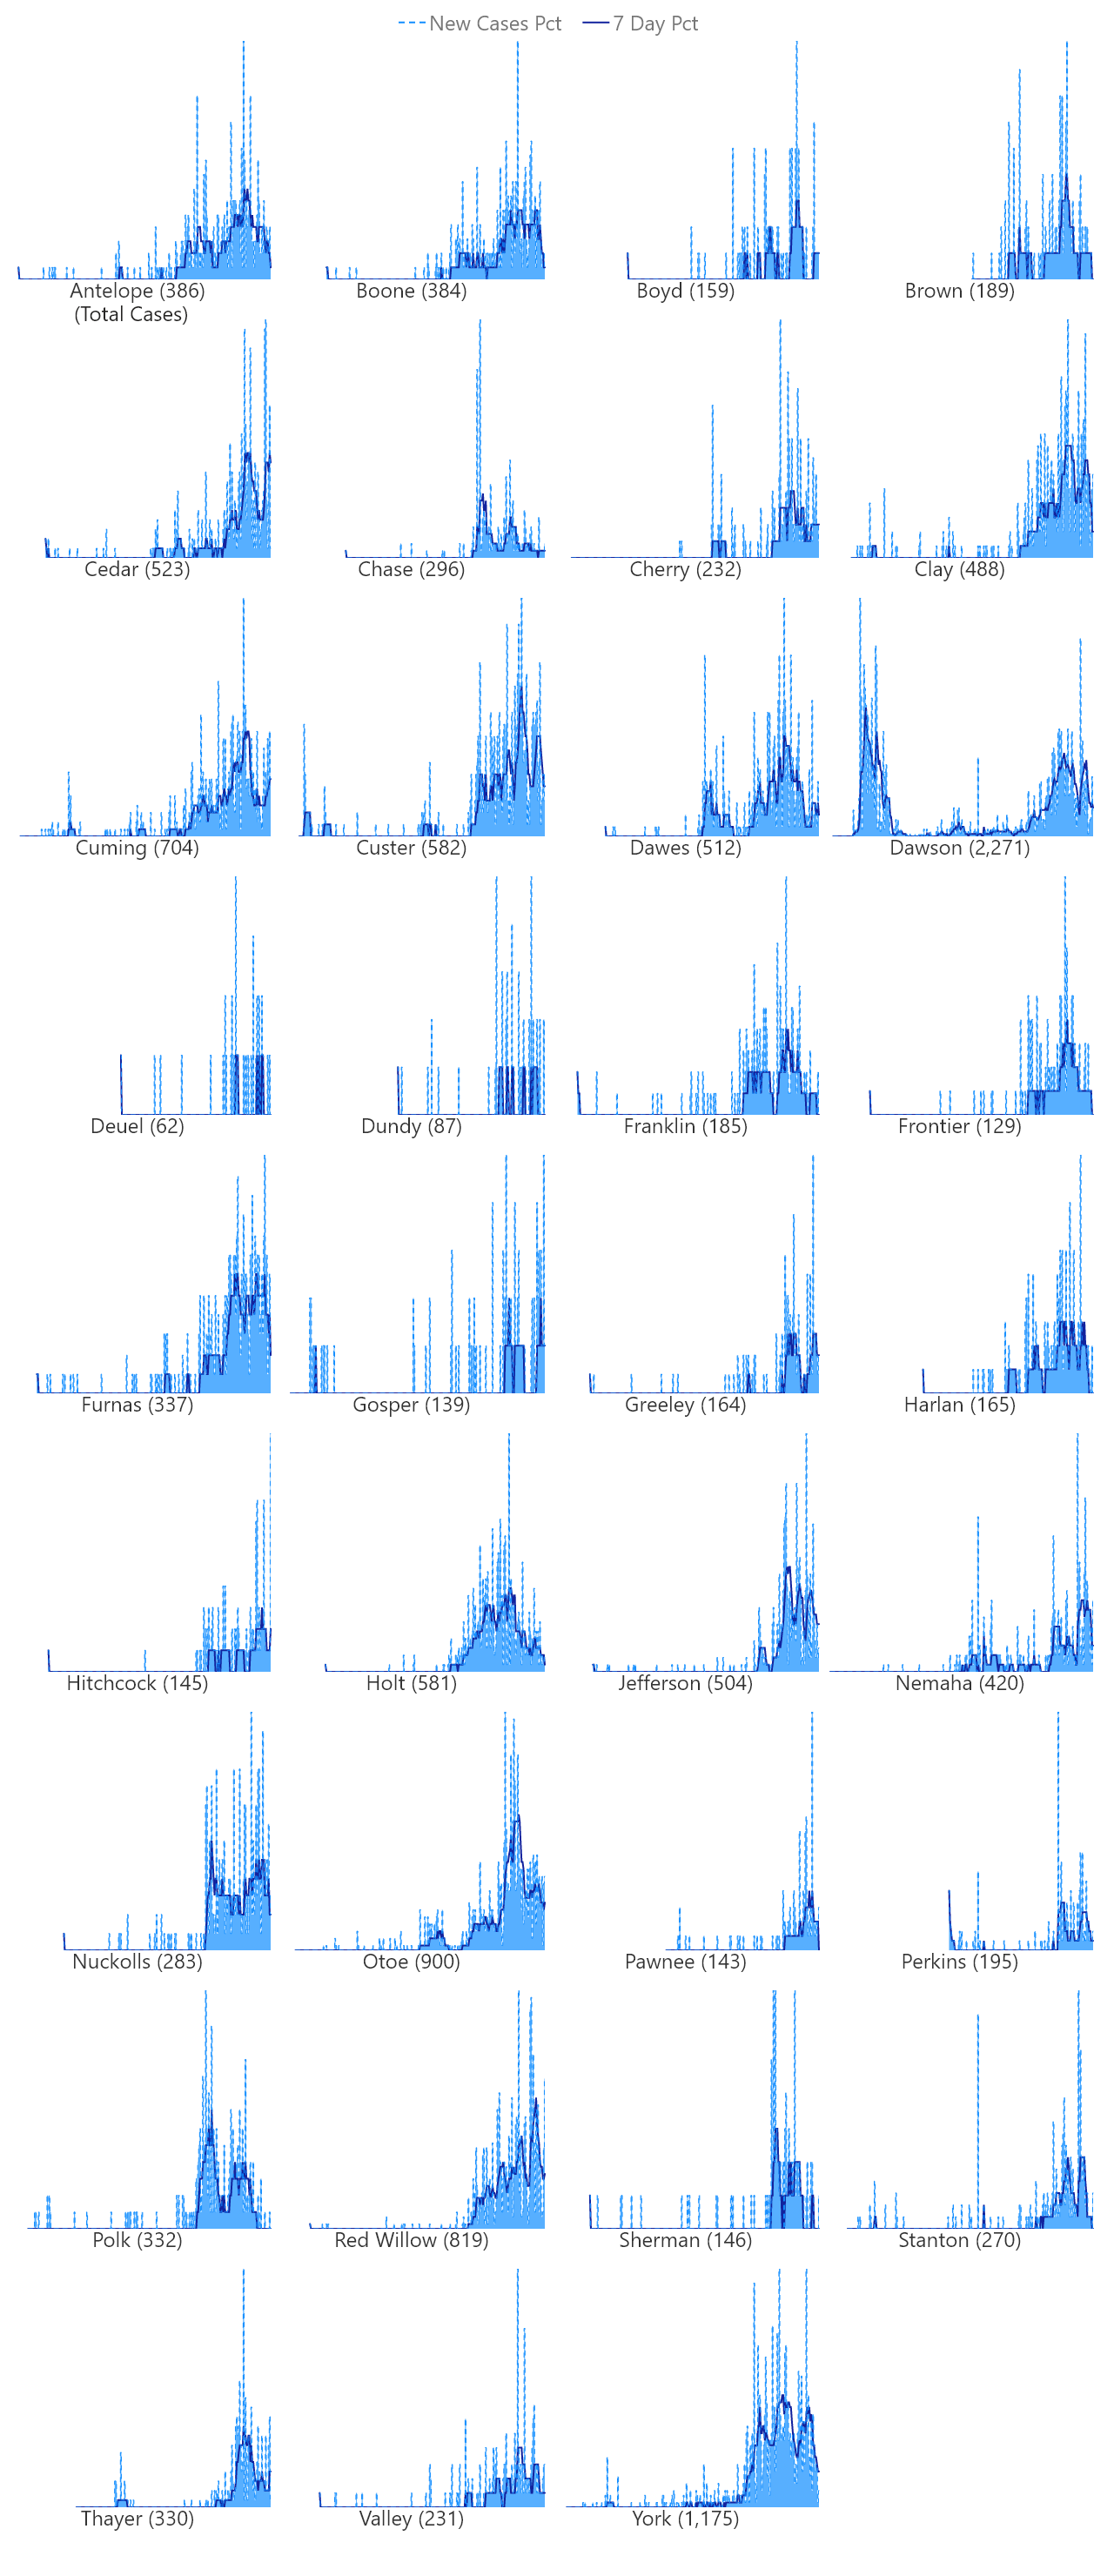 New Cases Pct 7 Day Pct
Antelope (386) Boone (384) Boyd (159) Brown (189)
(Total Cases)
Cedar (523) Chase (296) Cherry (232) Clay (488)
Cuming (704) Custer (582) Dawes (512) Dawson (2,271)
Deuel (62) Dundy (87) Franklin (185) Frontier (129)
Furnas (337) Gosper (139) Greeley (164) Harlan (165)
Hitchcock (145) Holt (581) Jefferson (504) Nemaha (420)
Nuckolls (283) Otoe (900) Pawnee (143) Perkins (195)
Polk (332) Red Willow (819) Sherman (146) Stanton (270)
Thayer (330) Valley (231) York (1,175)